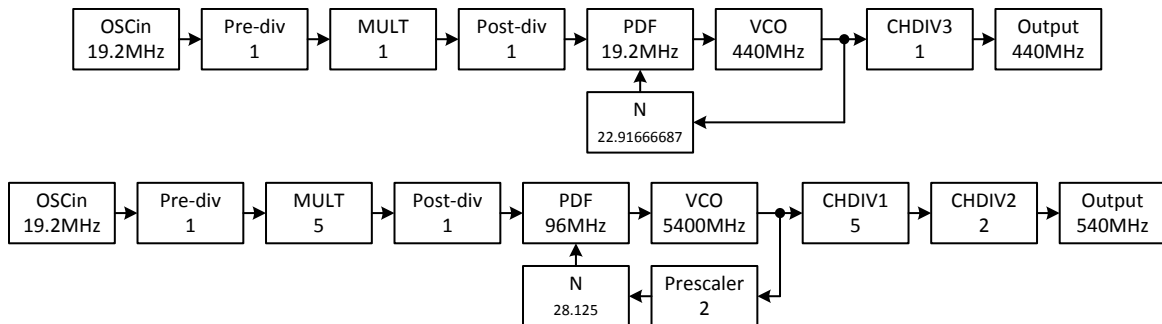 OSCin
19.2MHz
Pre-div
1
MULT
1
Post-div
1
PDF
19.2MHz
VCO
440MHz
CHDIV3
1
Output
440MHz
N
22.91666687
OSCin
19.2MHz
Pre-div
1
MULT
5
Post-div
1
PDF
96MHz
VCO
5400MHz
CHDIV1
5
CHDIV2
2
Output
540MHz
N
28.125
Prescaler
2